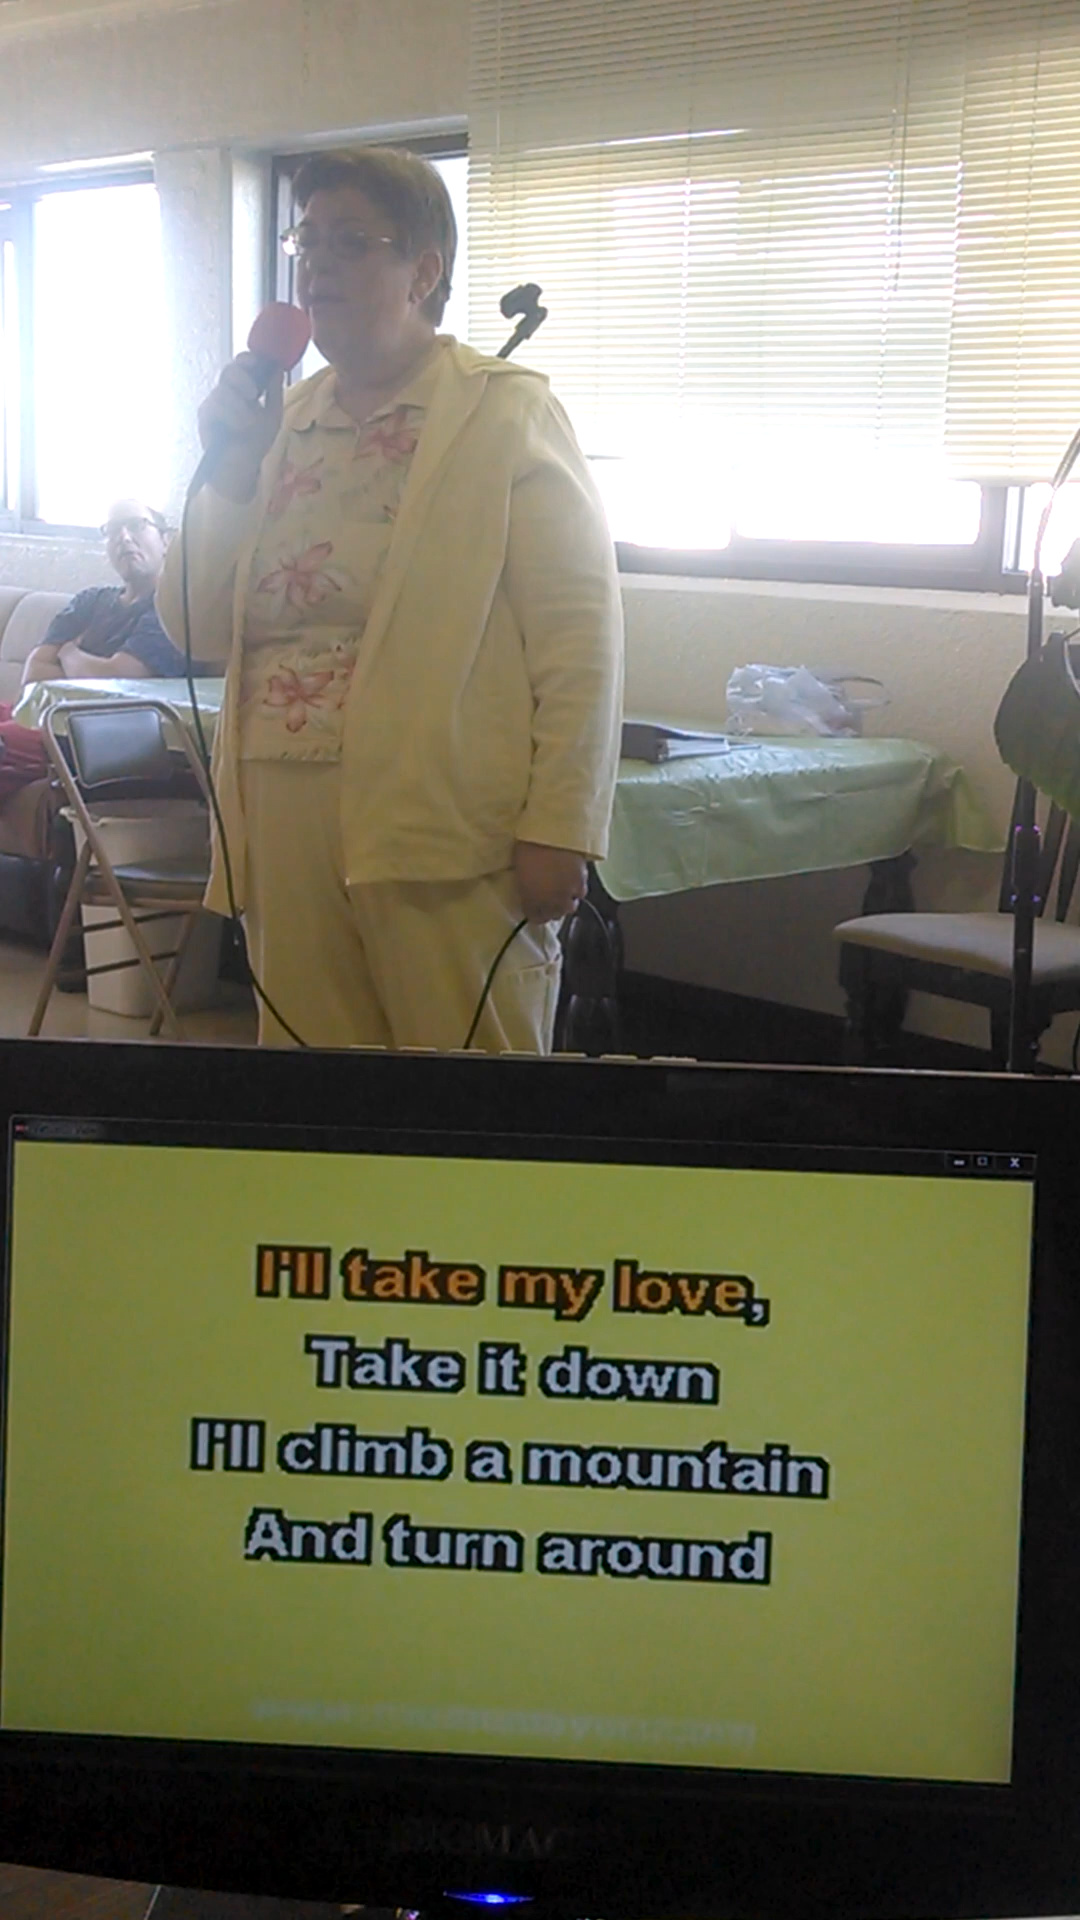 I'll take my love,
Take it down
I'll climb a mountain
And turn around